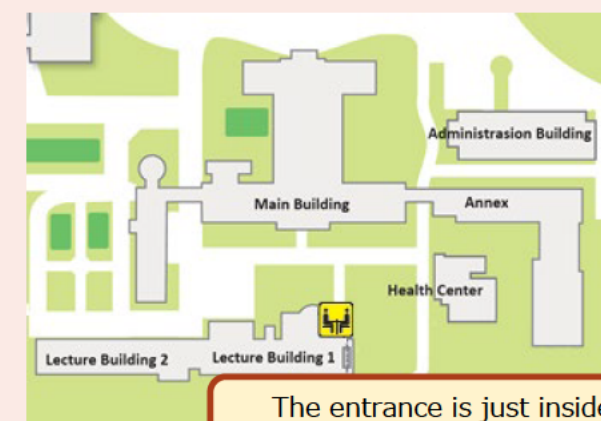 Administrasion Building
Main Building
Annex
Health Center
Lecture Building 2
Lecture Building 1
The entrance is just inside